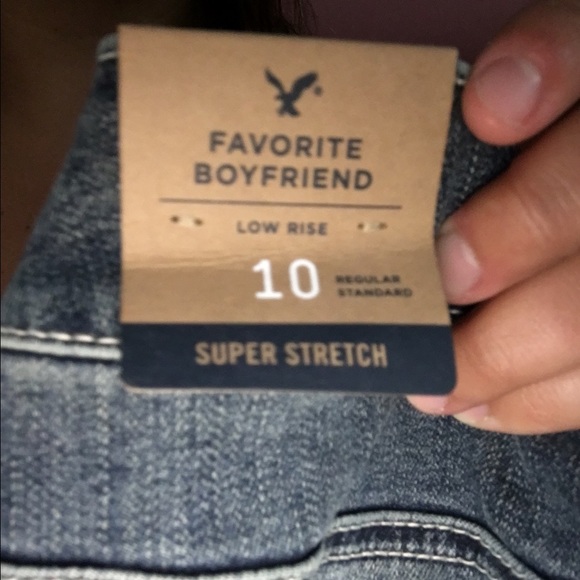 FAVORITE
BOYFRIEND
LOW RISE
10 REGULAR
STANDARD
SUPER STRETCH